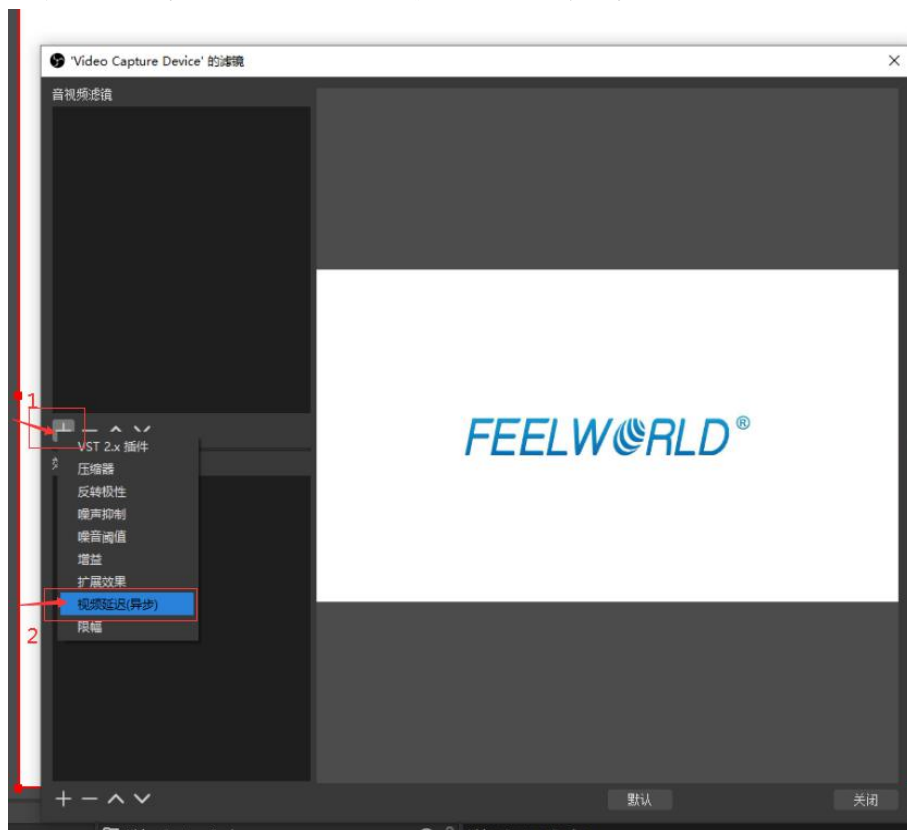 'Video Capture Device' 的滤镜
音视频滤镜
1
VST 2.x 插件
压缩器
反转极性
噪声抑制
噪音阈值
增益
扩展效果
视频延迟(异步)
限幅
2
FEELWORLD®
默认
关闭